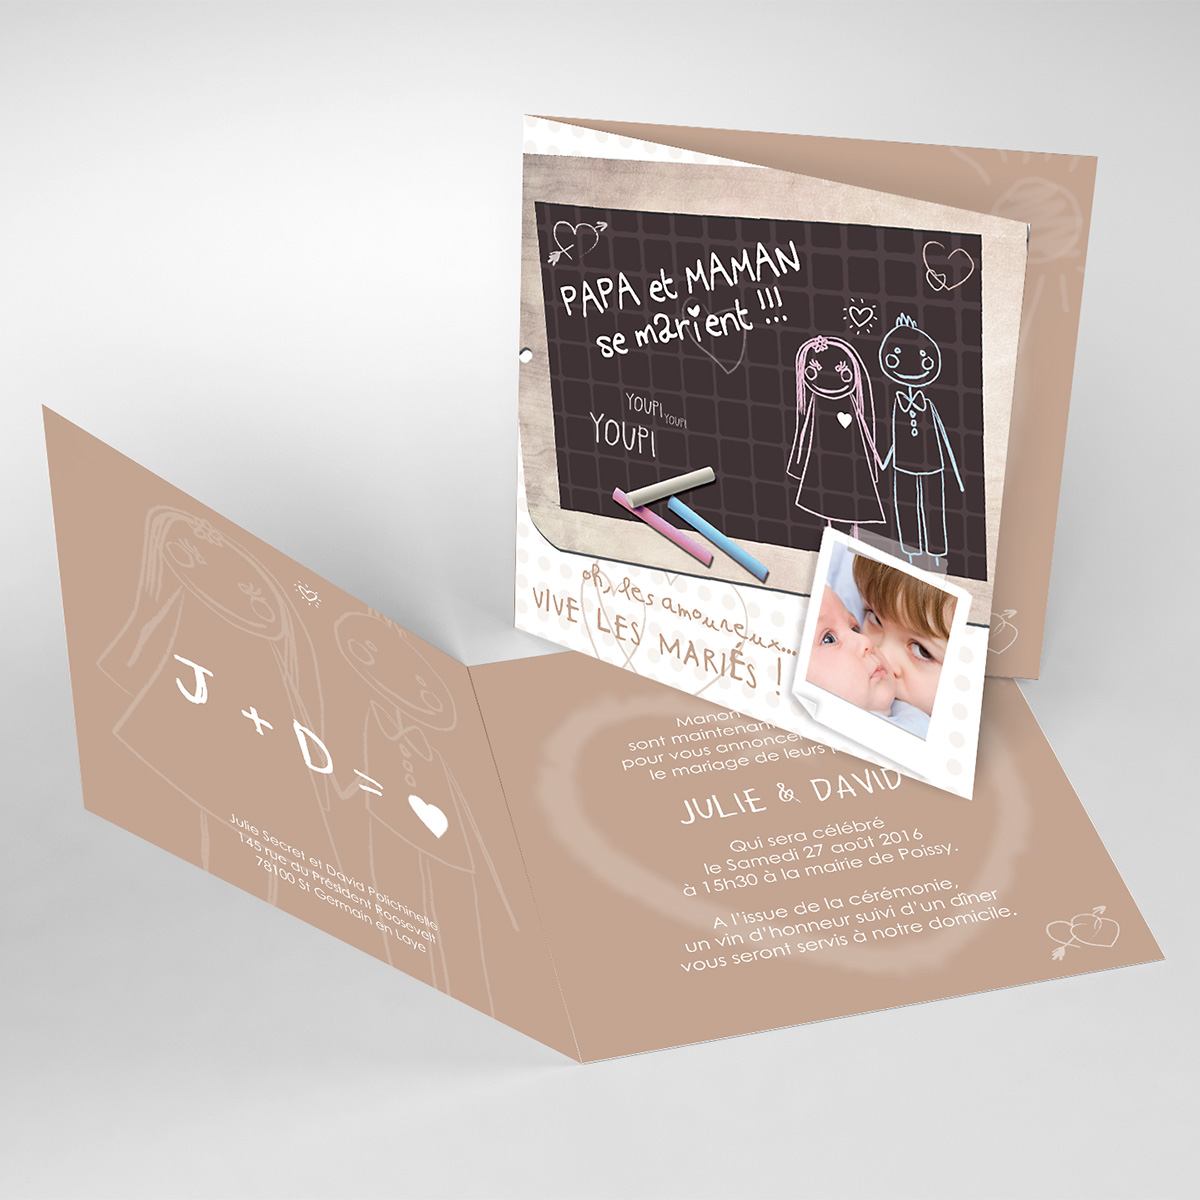 PAPA et MAMAN
se marient !!!
YOUPI
YOUPI
YOUPI
oh, les amoureux...
VIVE LES MARIÉS !
J + D =
Julie Secret et David Polichinelle
145 rue du Président Roosevelt
78100 St Germain en Laye
Manon
sont maintenant
pour vous annoncer
le mariage de leurs
JULIE & DAVID
Qui sera célébré
le Samedi 27 août 2016
à 15h30 à la mairie de Poissy.
A l'issue de la cérémonie,
un vin d'honneur suivi d'un dîner
vous seront servis à notre domicile.